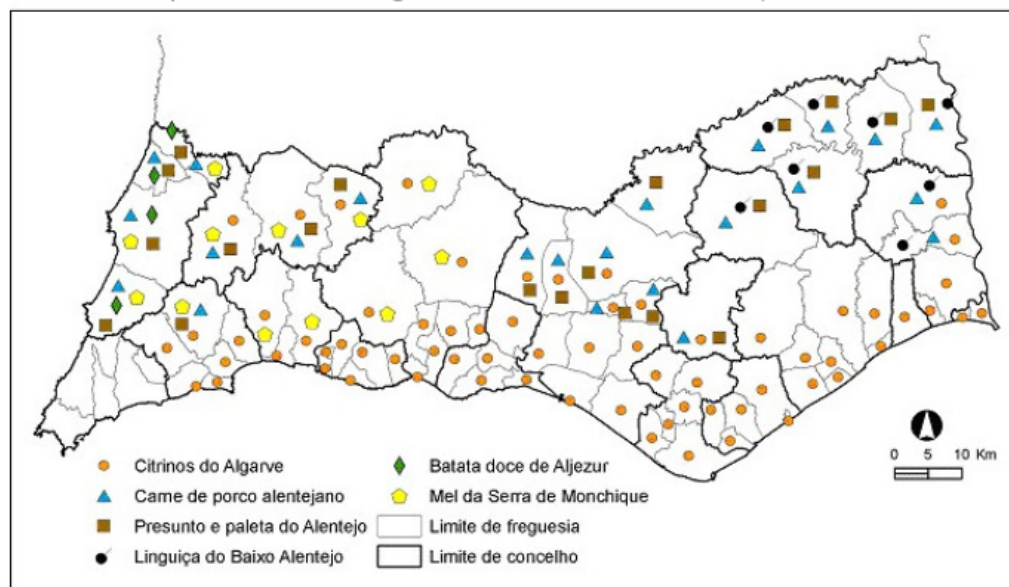 Citrinos do Algarve
Carne de porco alentejano
Presunto e paleta do Alentejo
Linguiça do Baixo Alentejo
Batata doce de Aljezur
Mel da Serra de Monchique
Limite de freguesia
Limite de concelho
0 5 10 Km